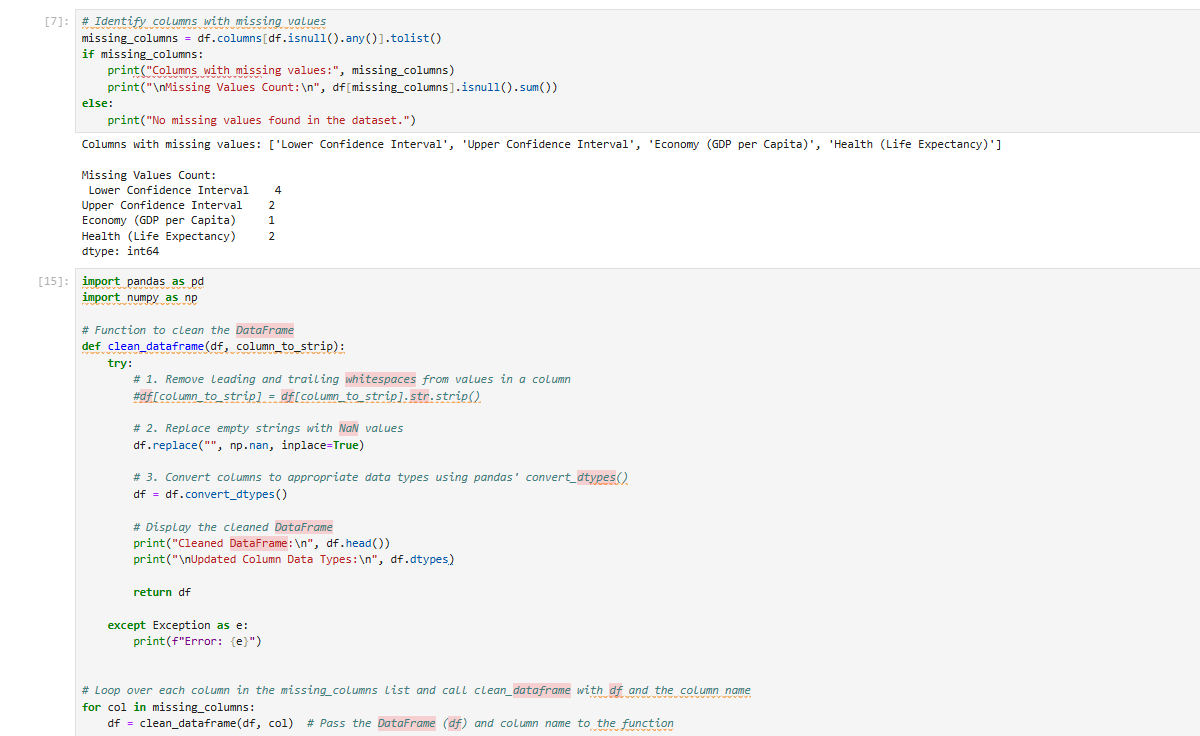 [7]: # Identify columns with missing values
missing_columns = df.columns[df.isnull().any()].tolist()
if missing_columns:
    print("Columns with missing values:", missing_columns)
    print("\nMissing Values Count:\n", df[missing_columns].isnull().sum())
else:
    print("No missing values found in the dataset.")
Columns with missing values: ['Lower Confidence Interval', 'Upper Confidence Interval', 'Economy (GDP per Capita)', 'Health (Life Expectancy)']
Missing Values Count:
 Lower Confidence Interval    4
Upper Confidence Interval    2
Economy (GDP per Capita)     1
Health (Life Expectancy)     2
dtype: int64
[15]: import pandas as pd
import numpy as np
# Function to clean the DataFrame
def clean_dataframe(df, column_to_strip):
    try:
        # 1. Remove leading and trailing whitespaces from values in a column
        #df[column_to_strip] = df[column_to_strip].str.strip()
        # 2. Replace empty strings with NaN values
        df.replace("", np.nan, inplace=True)
        # 3. Convert columns to appropriate data types using pandas' convert_dtypes()
        df = df.convert_dtypes()
        # Display the cleaned DataFrame
        print("Cleaned DataFrame:\n", df.head())
        print("\nUpdated Column Data Types:\n", df.dtypes)
        return df
    except Exception as e:
        print(f"Error: {e}")
# Loop over each column in the missing_columns list and call clean_dataframe with df and the column name
for col in missing_columns:
    df = clean_dataframe(df, col)  # Pass the DataFrame (df) and column name to the function